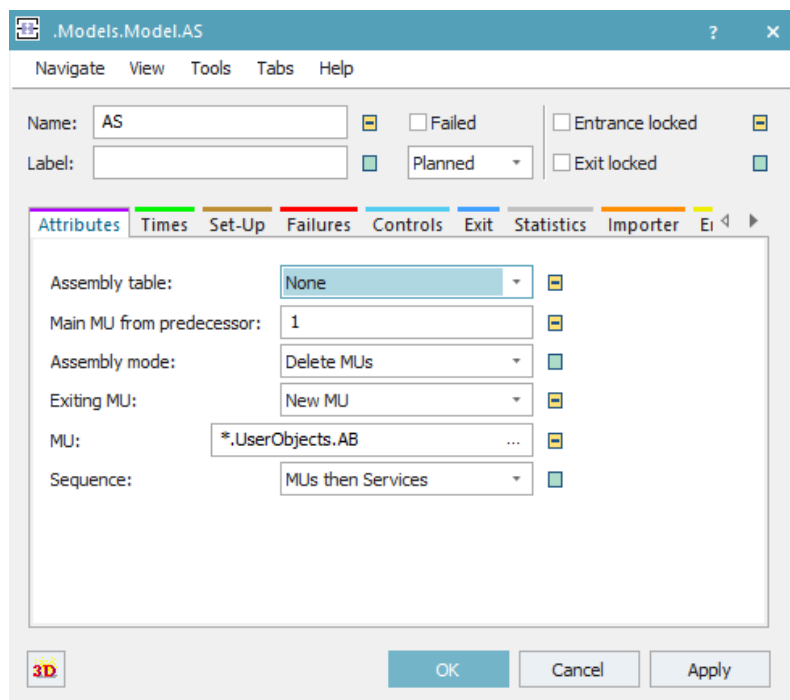 .Models.Model.AS ? ×
Navigate View Tools Tabs Help
Name: AS Failed Entrance locked
Label: Planned Exit locked
Attributes Times Set-Up Failures Controls Exit Statistics Importer
Assembly table: None
Main MU from predecessor: 1
Assembly mode: Delete MUs
Exiting MU: New MU
MU: *.UserObjects.AB ...
Sequence: MUs then Services
3D OK Cancel Apply